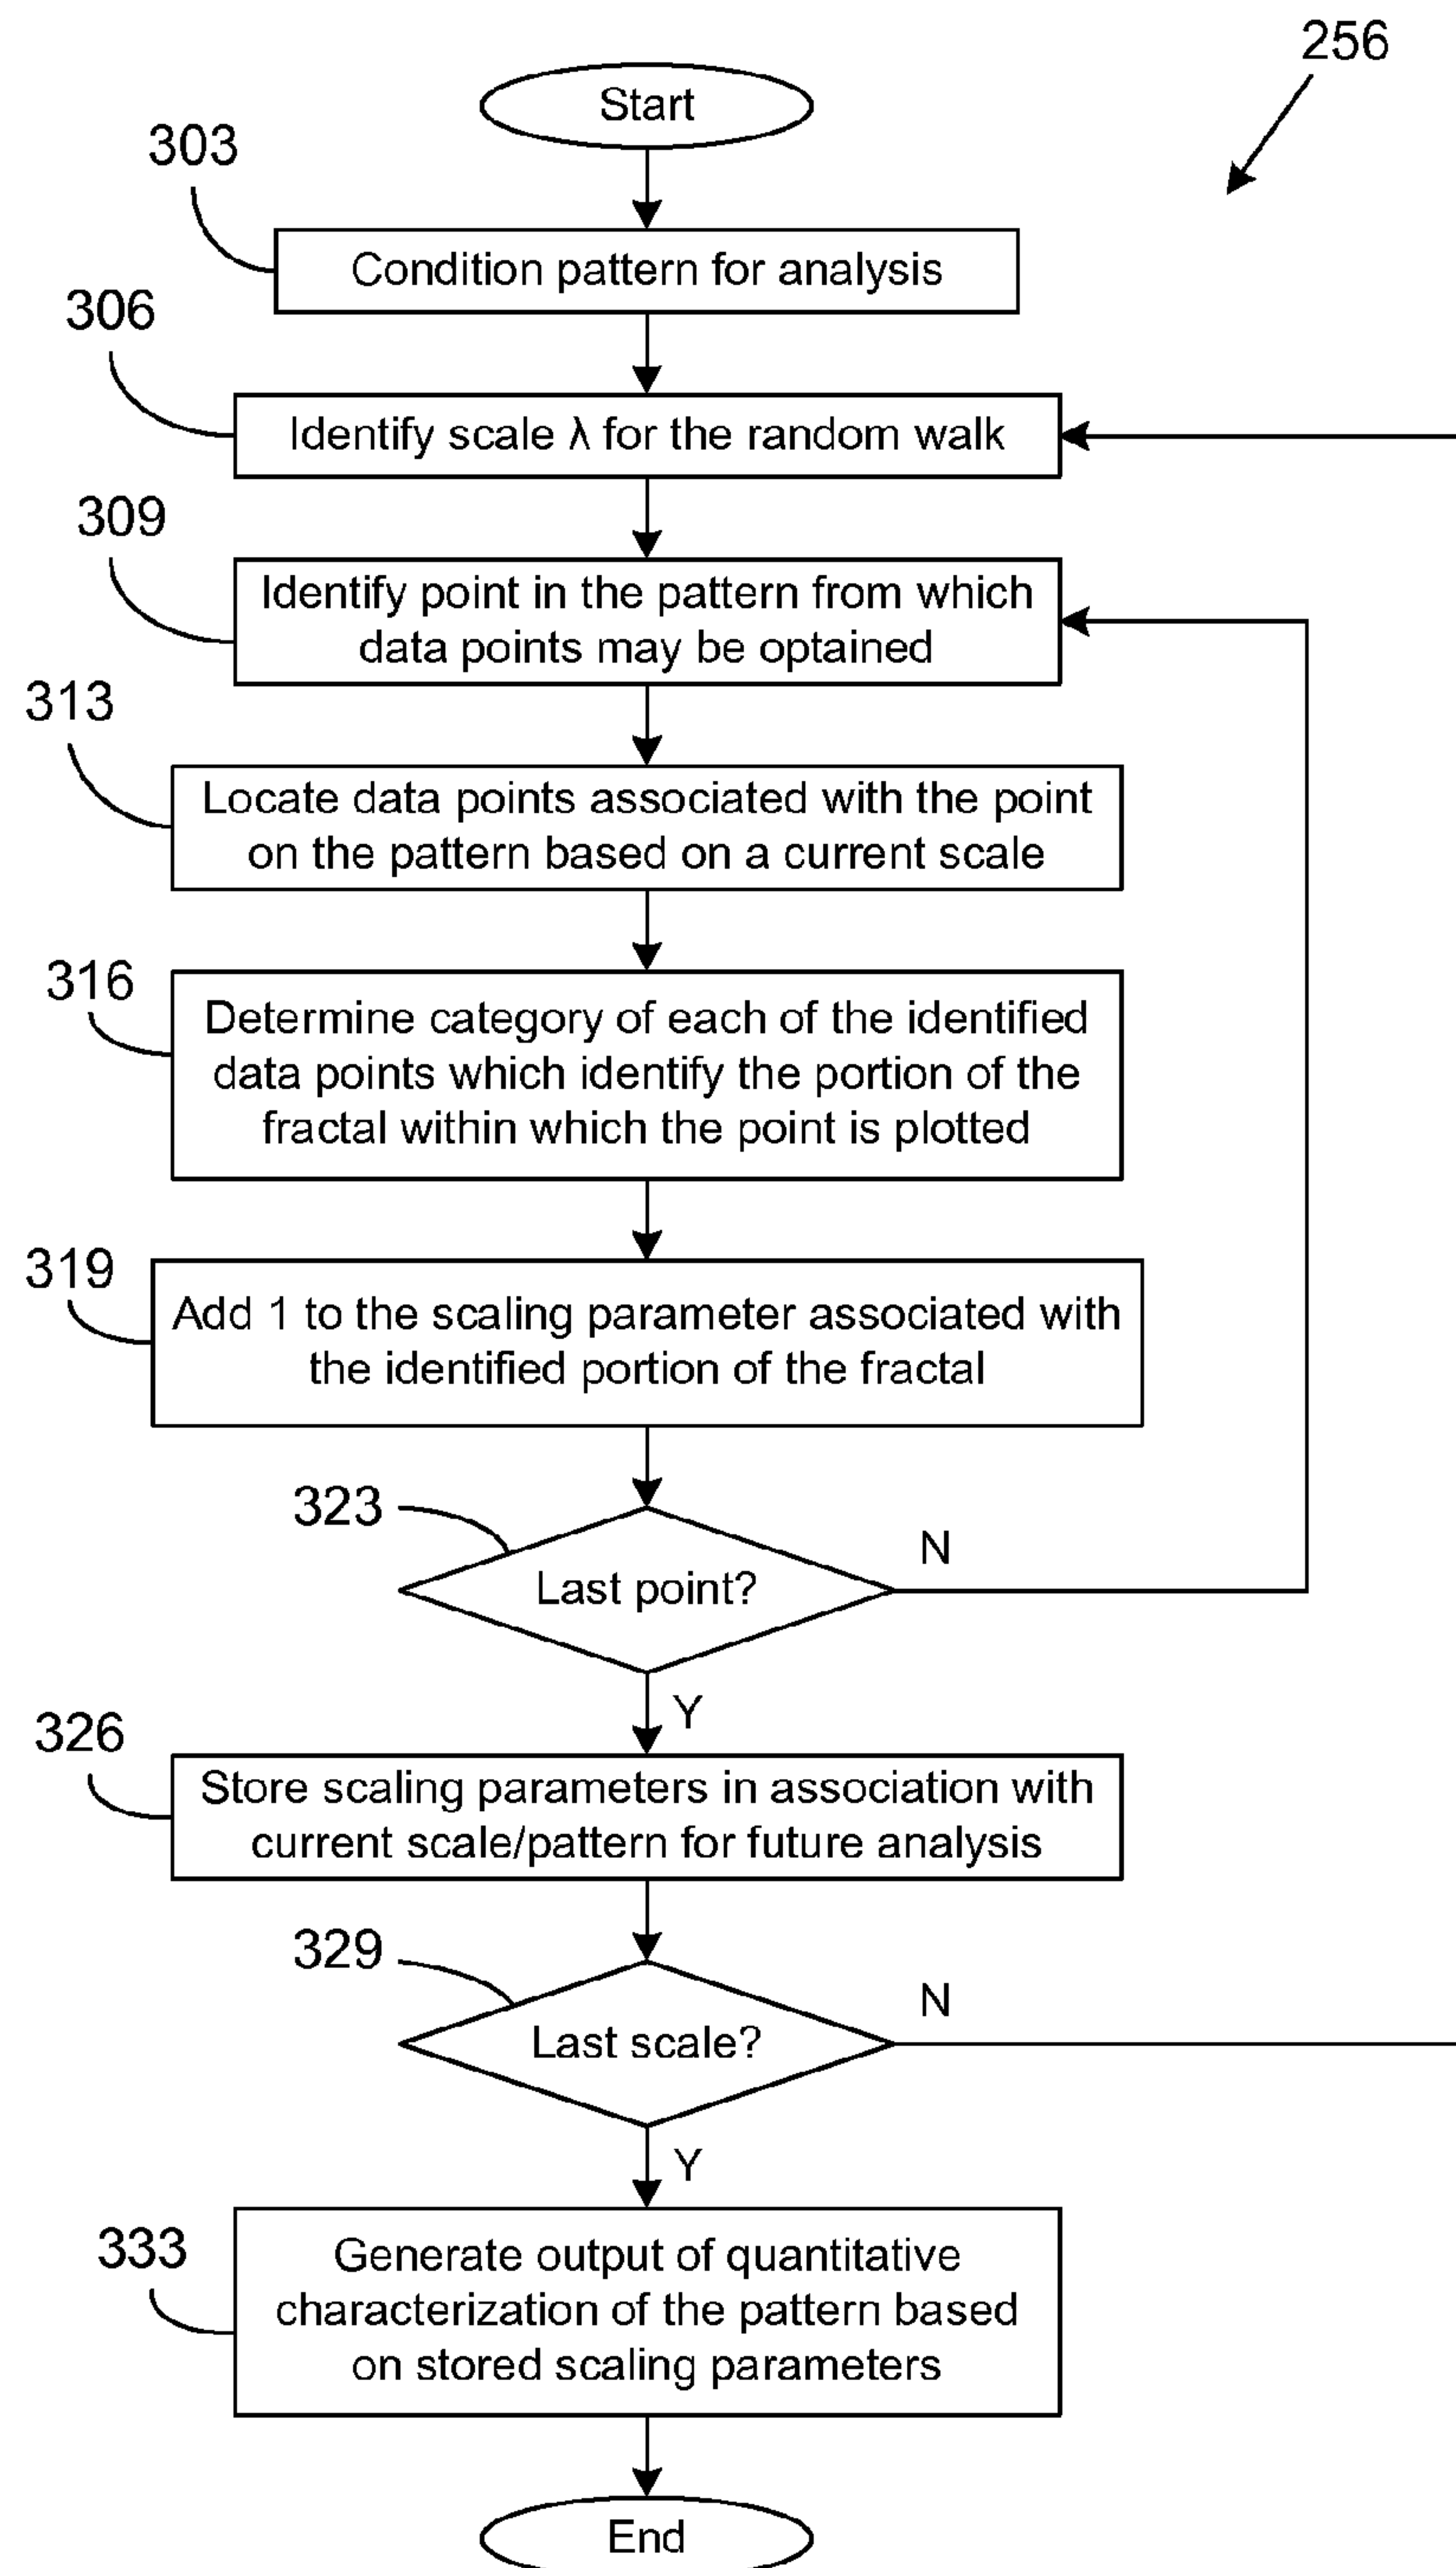 256
Start
303
Condition pattern for analysis
306
Identify scale λ for the random walk
309
Identify point in the pattern from which
data points may be optained
313
Locate data points associated with the point
on the pattern based on a current scale
316
Determine category of each of the identified
data points which identify the portion of the
fractal within which the point is plotted
319
Add 1 to the scaling parameter associated with
the identified portion of the fractal
323
Last point?
N
Y
326
Store scaling parameters in association with
current scale/pattern for future analysis
329
Last scale?
N
Y
333
Generate output of quantitative
characterization of the pattern based
on stored scaling parameters
End